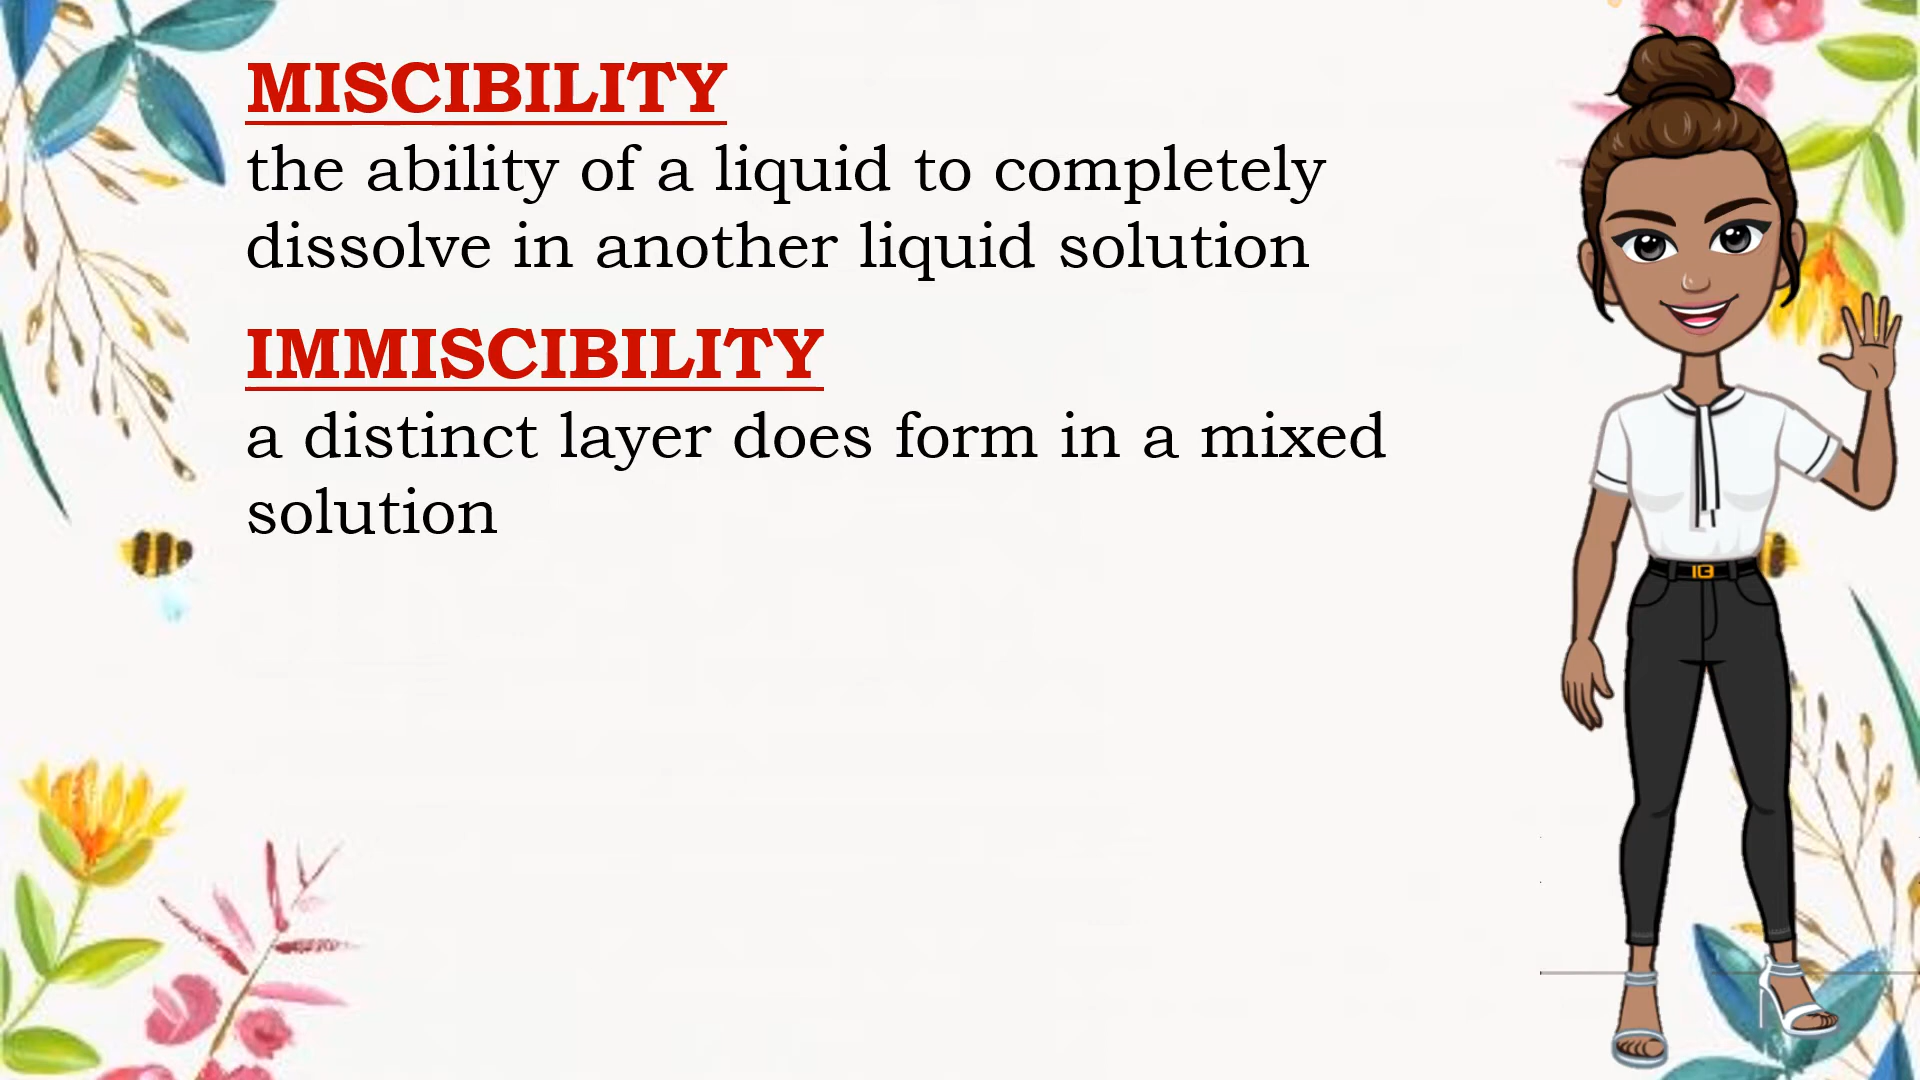 MISCIBILITY
the ability of a liquid to completely
dissolve in another liquid solution
IMMISCIBILITY
a distinct layer does form in a mixed
solution